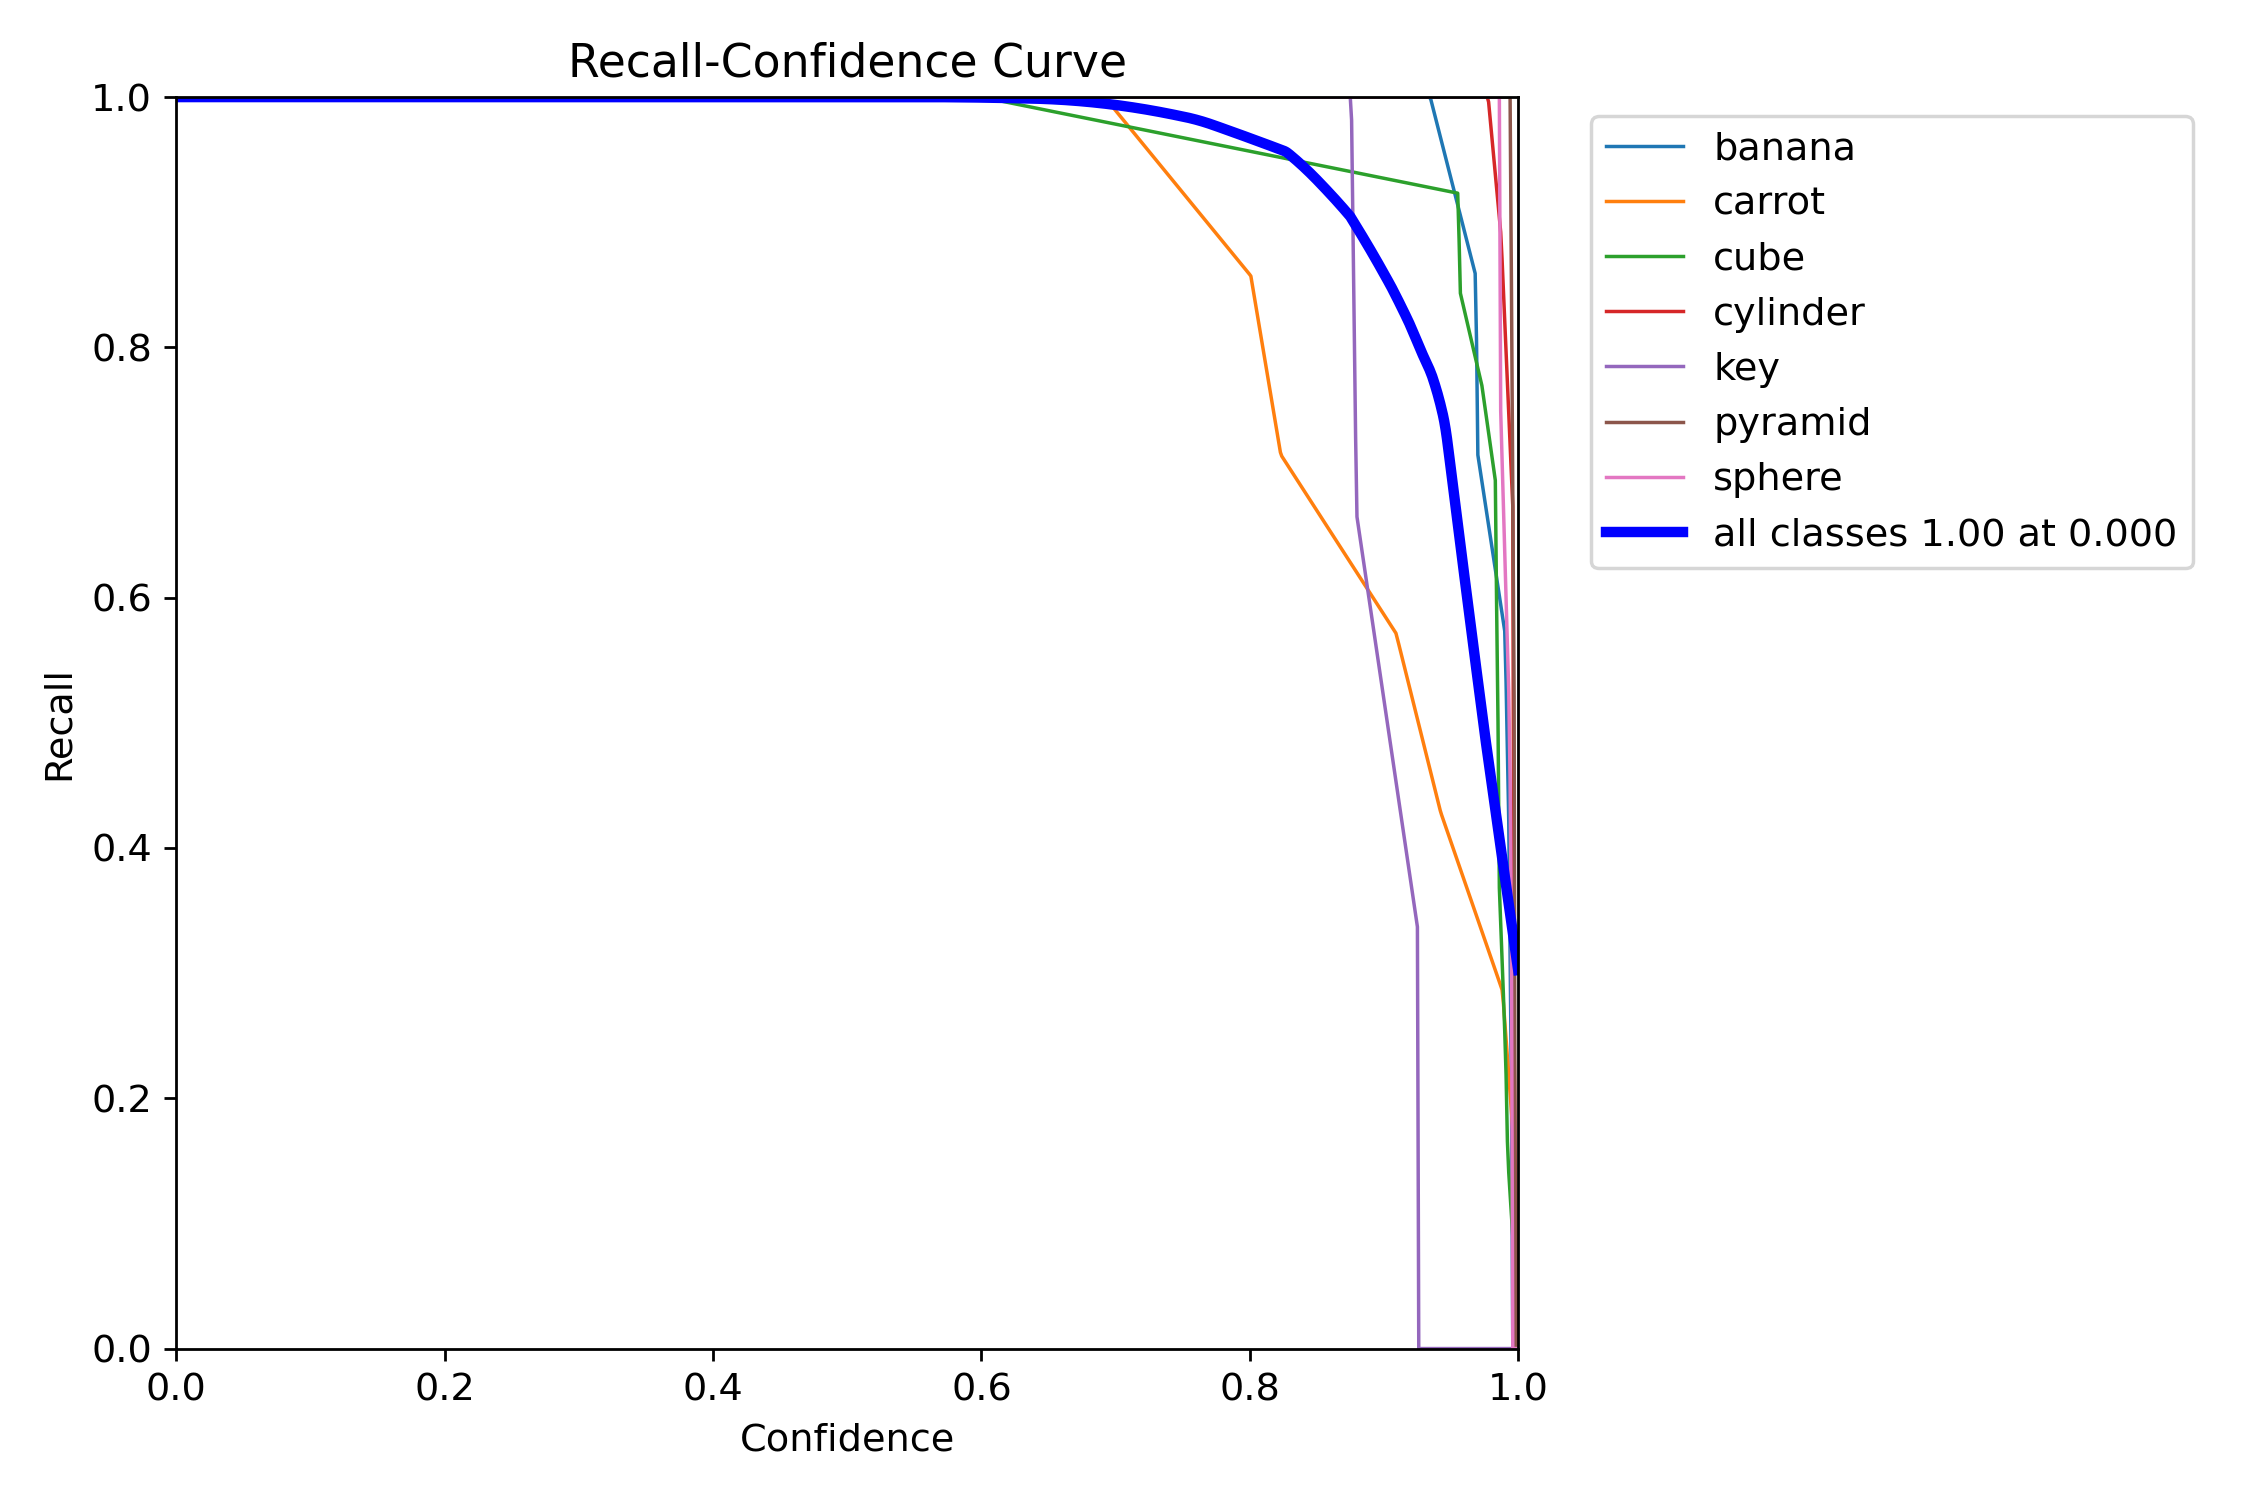 Recall-Confidence Curve
1.0
0.8
0.6
0.4
0.2
0.0
Recall
0.0 0.2 0.4 0.6 0.8 1.0
Confidence
banana
carrot
cube
cylinder
key
pyramid
sphere
all classes 1.00 at 0.000